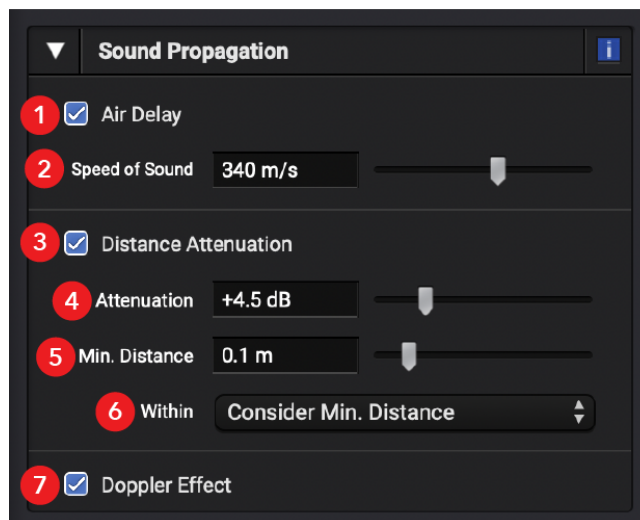 ▼ Sound Propagation i
1 Air Delay
2 Speed of Sound 340 m/s
3 Distance Attenuation
4 Attenuation +4.5 dB
5 Min. Distance 0.1 m
6 Within Consider Min. Distance
7 Doppler Effect